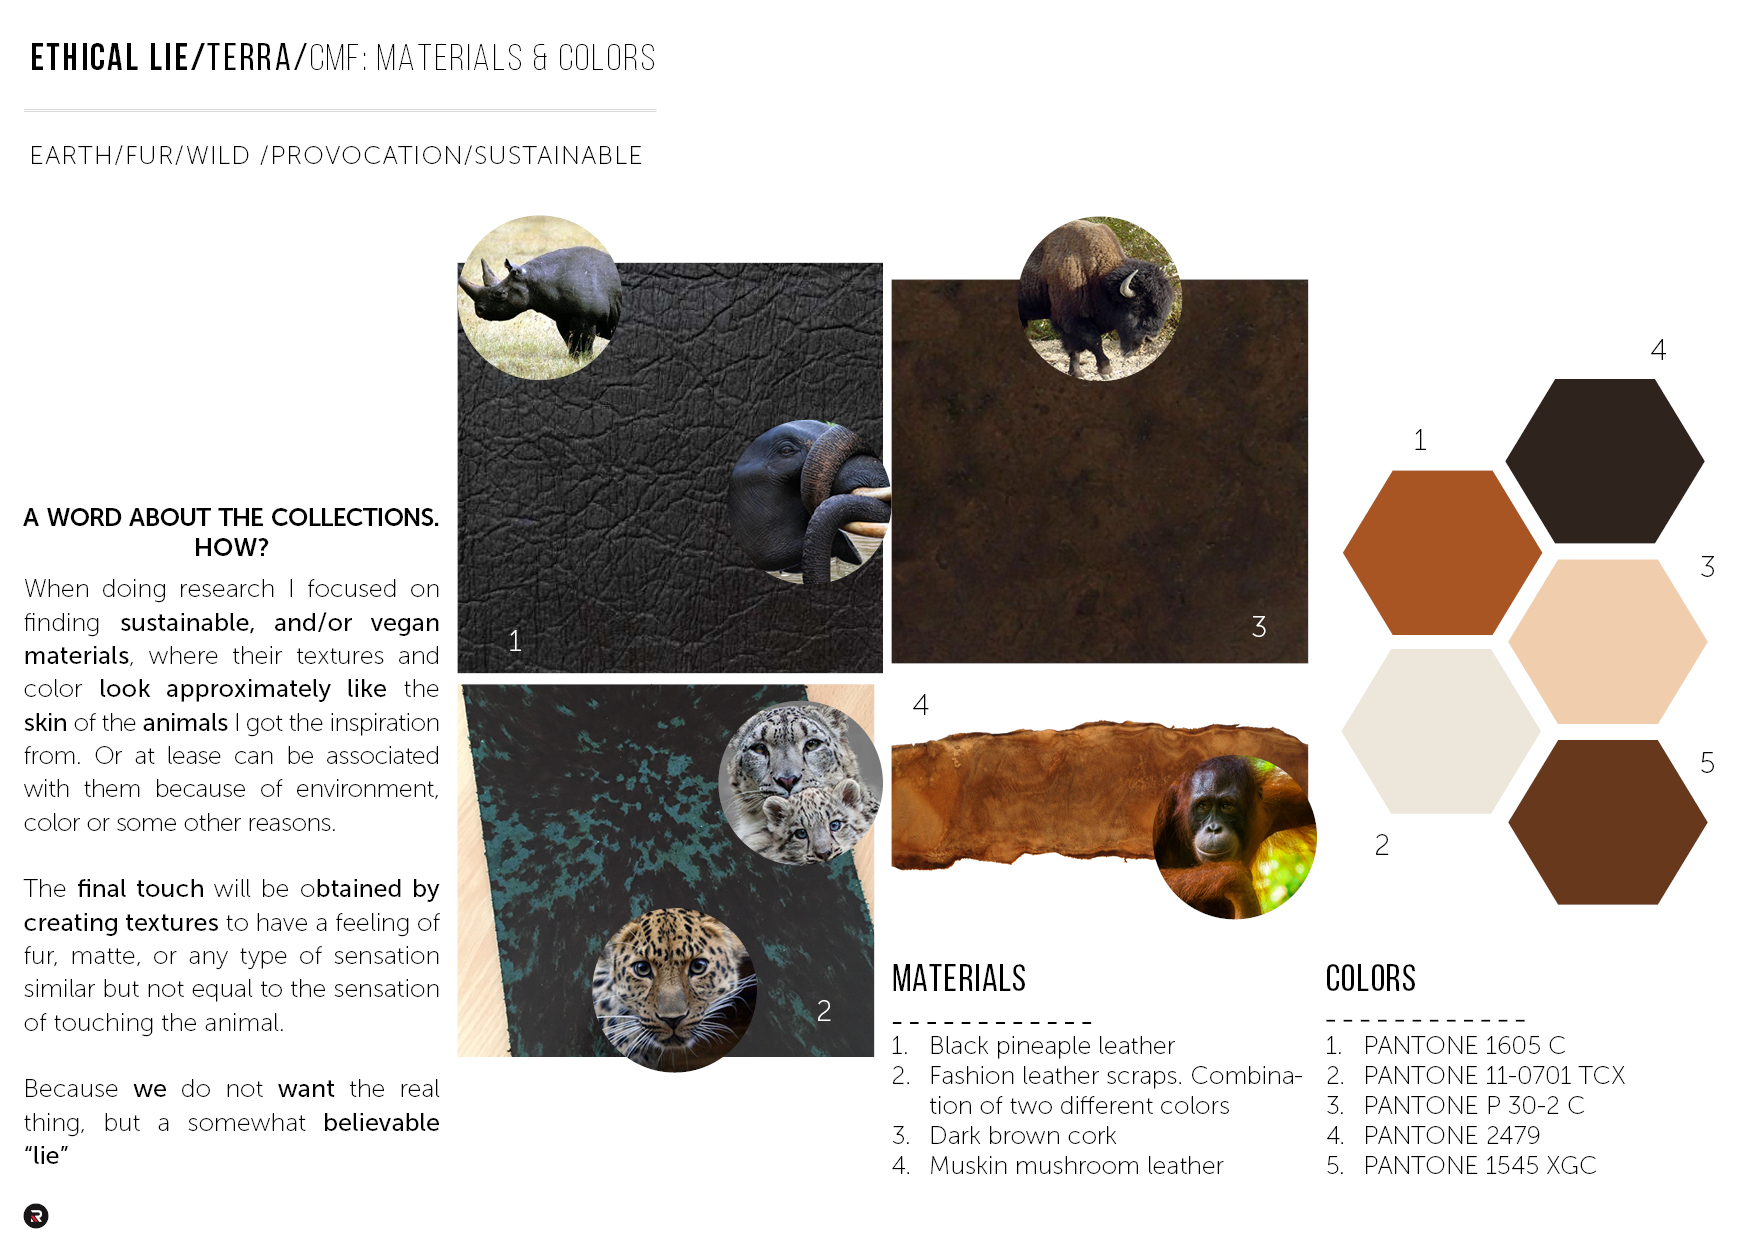 ETHICAL LIE/TERRA/CMF: MATERIALS & COLORS
EARTH/FUR/WILD /PROVOCATION/SUSTAINABLE
A WORD ABOUT THE COLLECTIONS.
HOW?
When doing research I focused on
finding sustainable, and/or vegan
materials, where their textures and
color look approximately like the
skin of the animals I got the inspiration
from. Or at lease can be associated
with them because of environment,
color or some other reasons.
The final touch will be obtained by
creating textures to have a feeling of
fur, matte, or any type of sensation
similar but not equal to the sensation
of touching the animal.
Because we do not want the real
thing, but a somewhat believable
“lie”
1
3
2
4
MATERIALS
1. Black pineaple leather
2. Fashion leather scraps. Combina-
tion of two different colors
3. Dark brown cork
4. Muskin mushroom leather
4
1
3
2
5
COLORS
1. PANTONE 1605 C
2. PANTONE 11-0701 TCX
3. PANTONE P 30-2 C
4. PANTONE 2479
5. PANTONE 1545 XGC
R